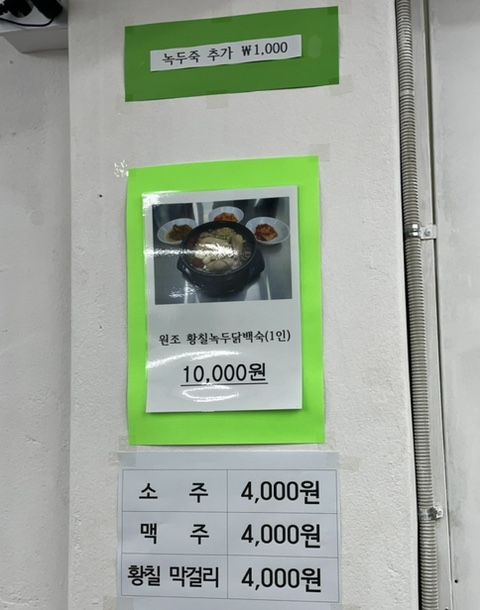 녹두죽 추가 ₩1,000
원조 황칠녹두닭백숙(1인)
10,000원
소 주 4,000원
맥 주 4,000원
황칠 막걸리 4,000원